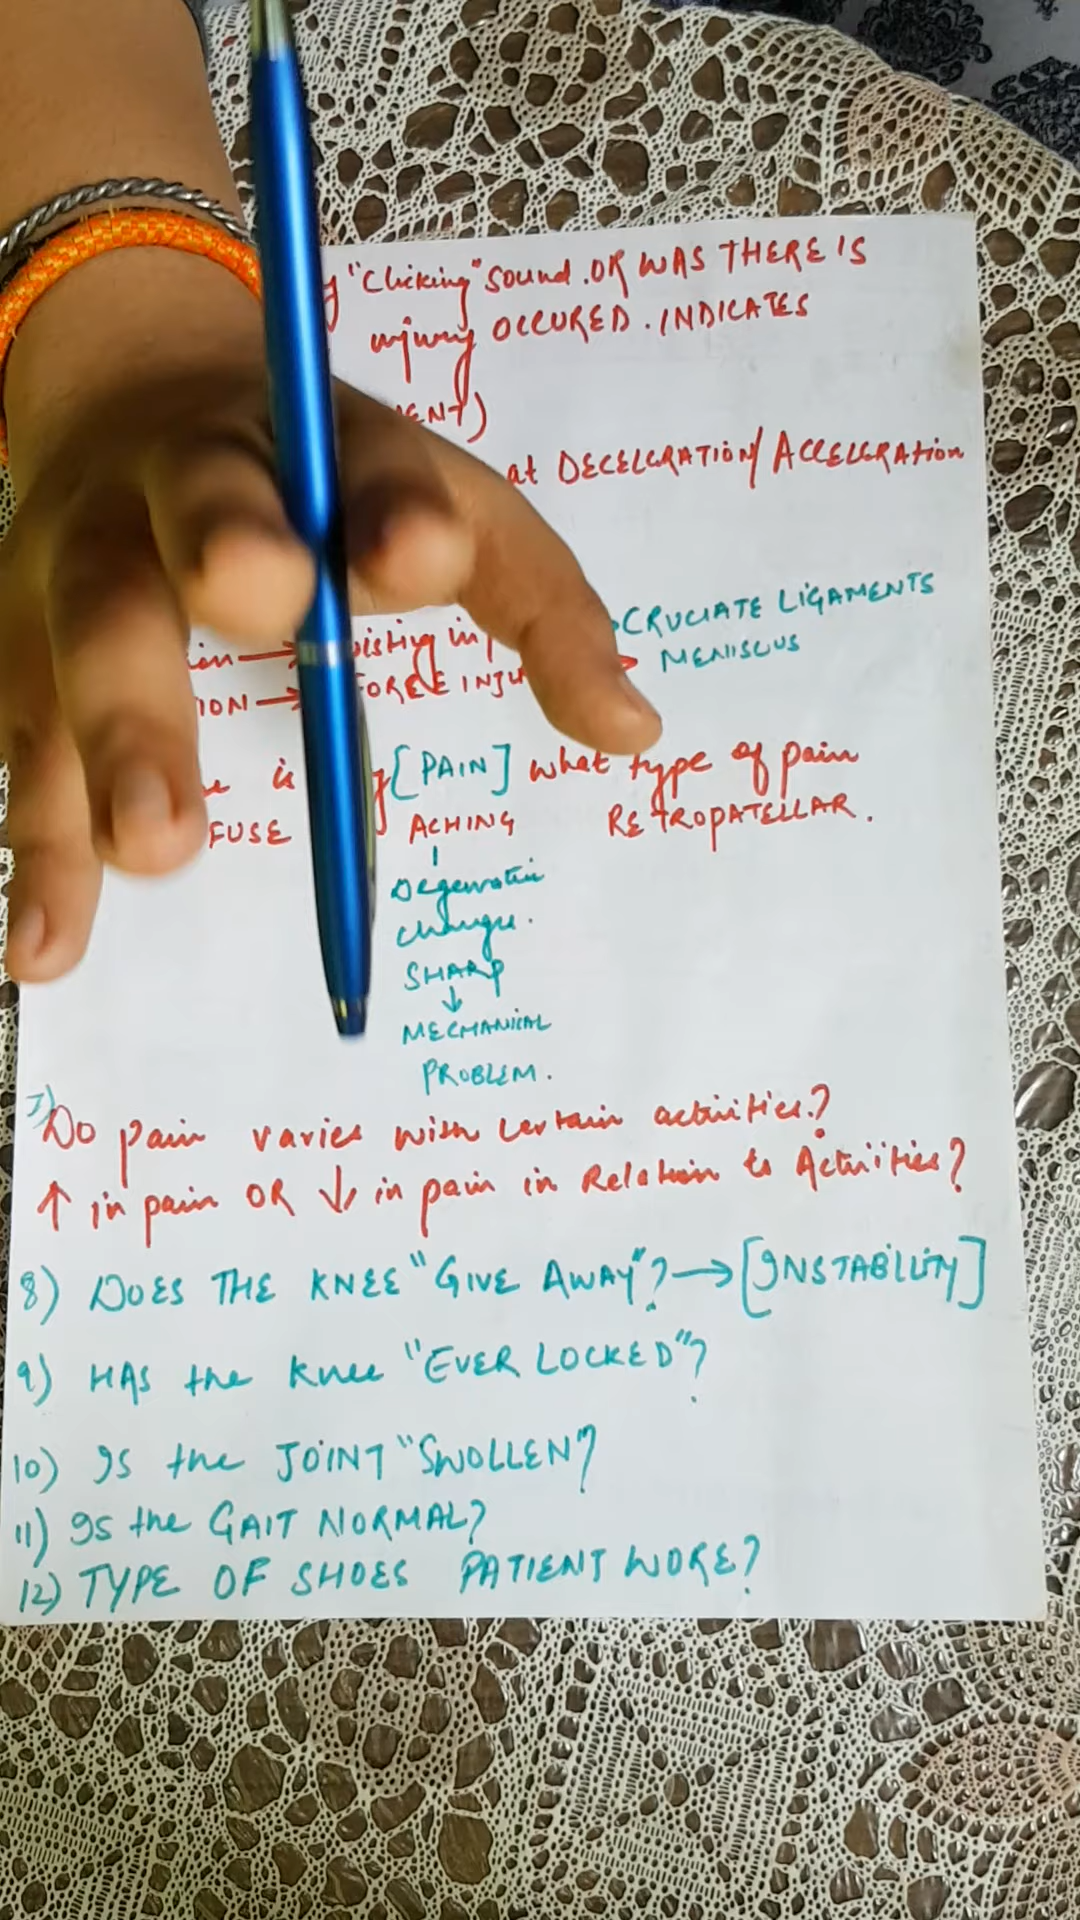 "Clicking" sound. OR WAS THERE IS
injury OCCURED. INDICATES
at DECELERATION/ACCELERATION
CRUCIATE LIGAMENTS
MENISCUS
is [PAIN] what type of pain
FUSE ACHING RETROPATELLAR.
changes.
SHARP
↓
MECHANICAL
PROBLEM.
7) Do pain varies with certain activities?
↑ in pain OR ↓ in pain in Relation to Activities?
8) DOES THE KNEE "GIVE AWAY"? → [INSTABILITY]
9) HAS the knee "EVER LOCKED"?
10) Is the JOINT "SWOLLEN"?
11) Is the GAIT NORMAL?
12) TYPE OF SHOES PATIENT WORE?